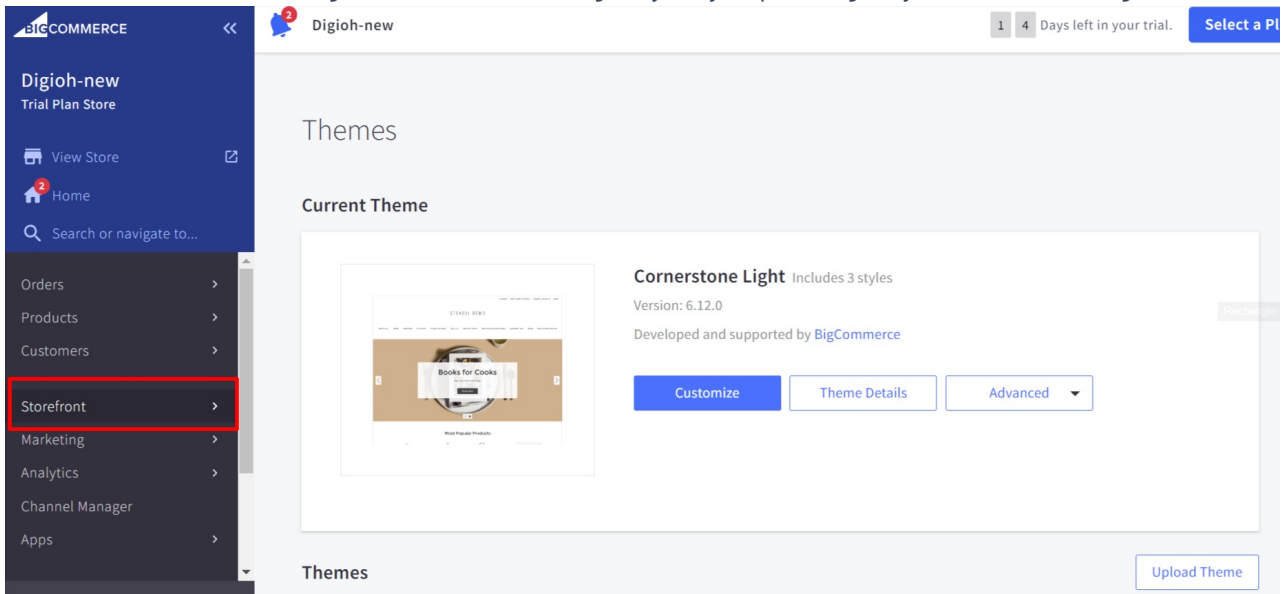 BIGCOMMERCE
2
Digioh-new
1 4 Days left in your trial.
Select a Pl
Digioh-new
Trial Plan Store
View Store
2
Home
Search or navigate to...
Orders
Products
Customers
Storefront
Marketing
Analytics
Channel Manager
Apps
Themes
Current Theme
STENCIL DEMO
Books for Cooks
Most Popular Products
Cornerstone Light Includes 3 styles
Version: 6.12.0
Developed and supported by BigCommerce
Customize
Theme Details
Advanced
Rectangle
Themes
Upload Theme